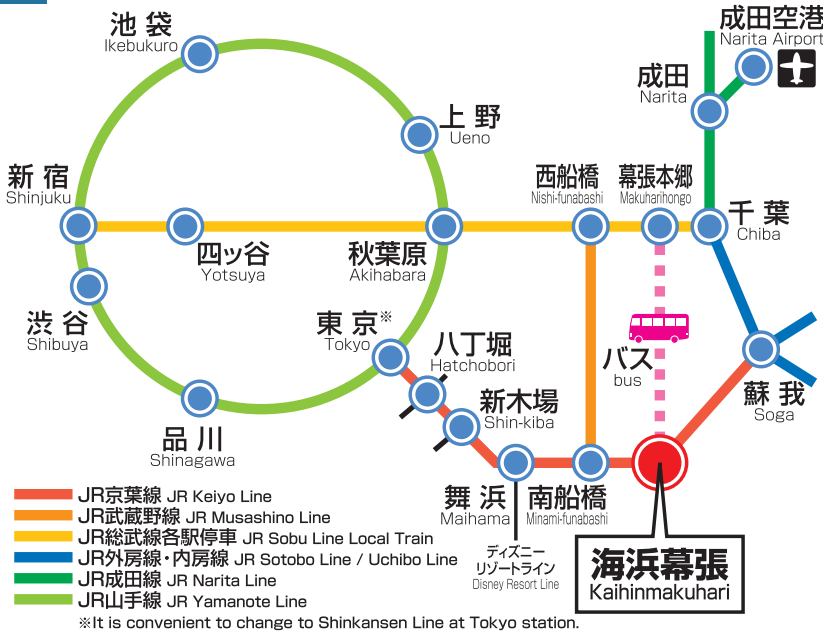 池袋
Ikebukuro
成田空港
Narita Airport
成田
Narita
上野
Ueno
新宿
Shinjuku
西船橋
Nishi-funabashi
幕張本郷
Makuharihongo
千葉
Chiba
四ッ谷
Yotsuya
秋葉原
Akihabara
渋谷
Shibuya
東京※
Tokyo
八丁堀
Hatchobori
バス
bus
蘇我
Soga
新木場
Shin-kiba
品川
Shinagawa
舞浜
Maihama
南船橋
Minami-funabashi
ディズニー
リゾートライン
Disney Resort Line
海浜幕張
Kaihinmakuhari
JR京葉線 JR Keiyo Line
JR武蔵野線 JR Musashino Line
JR総武線各駅停車 JR Sobu Line Local Train
JR外房線・内房線 JR Sotobo Line / Uchibo Line
JR成田線 JR Narita Line
JR山手線 JR Yamanote Line
※It is convenient to change to Shinkansen Line at Tokyo station.